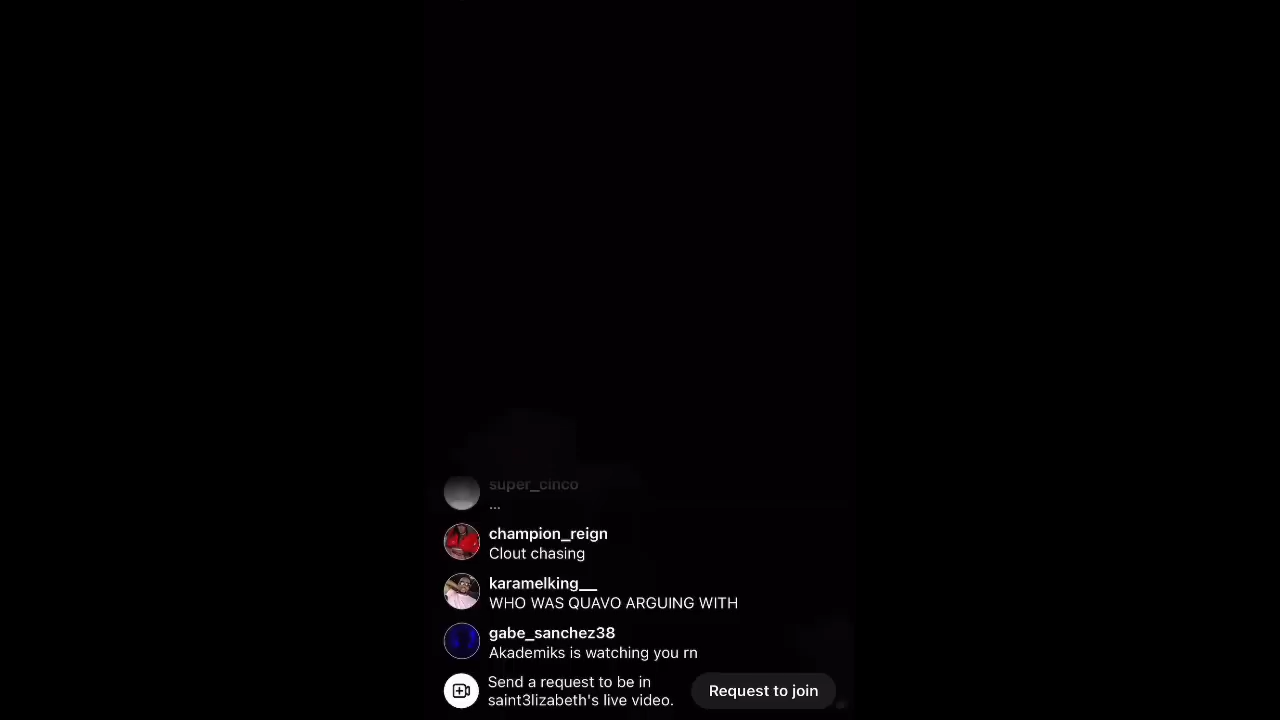 super_cinco
...
champion_reign
Clout chasing
karamelking__
WHO WAS QUAVO ARGUING WITH
gabe_sanchez38
Akademiks is watching you rn
Send a request to be in
saint3lizabeth's live video.
Request to join